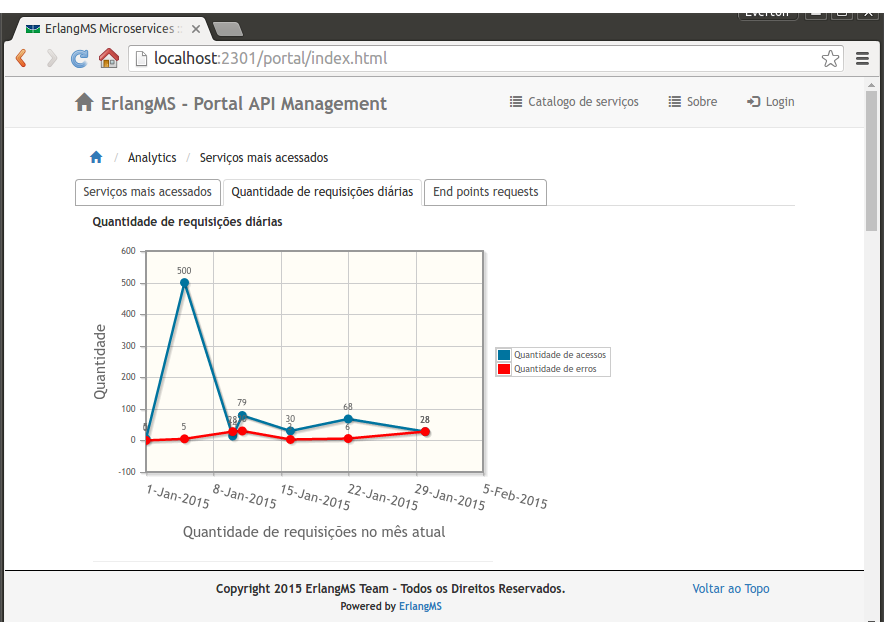 Everton
ErlangMS Microservices :
localhost:2301/portal/index.html
ErlangMS - Portal API Management
Catalogo de serviços
Sobre
Login
/ Analytics / Serviços mais acessados
Serviços mais acessados
Quantidade de requisições diárias
End points requests
Quantidade de requisições diárias
600
500
400
300
200
100
0
-100
Quantidade
500
5
28
79
30
68
6
28
1-Jan-2015
8-Jan-2015
15-Jan-2015
22-Jan-2015
29-Jan-2015
5-Feb-2015
Quantidade de requisições no mês atual
Quantidade de acessos
Quantidade de erros
Copyright 2015 ErlangMS Team - Todos os Direitos Reservados.
Powered by ErlangMS
Voltar ao Topo